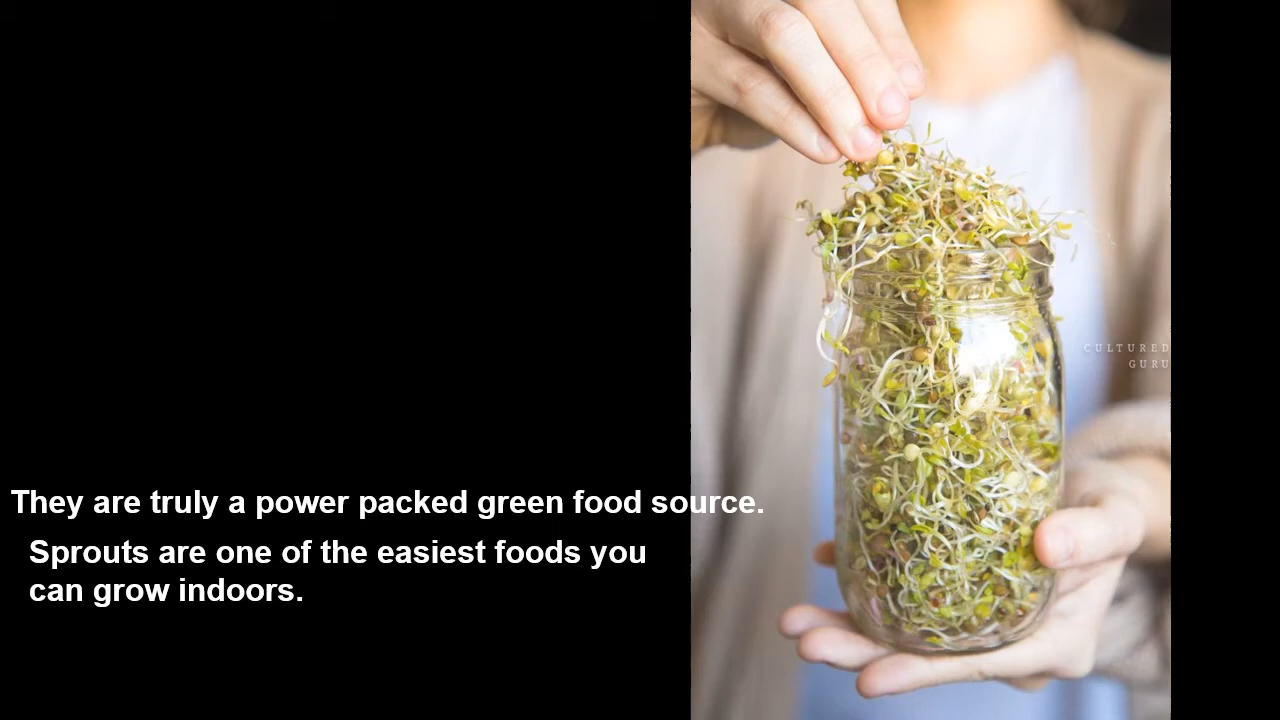 CULTURED
GURU
They are truly a power packed green food source.
Sprouts are one of the easiest foods you
can grow indoors.